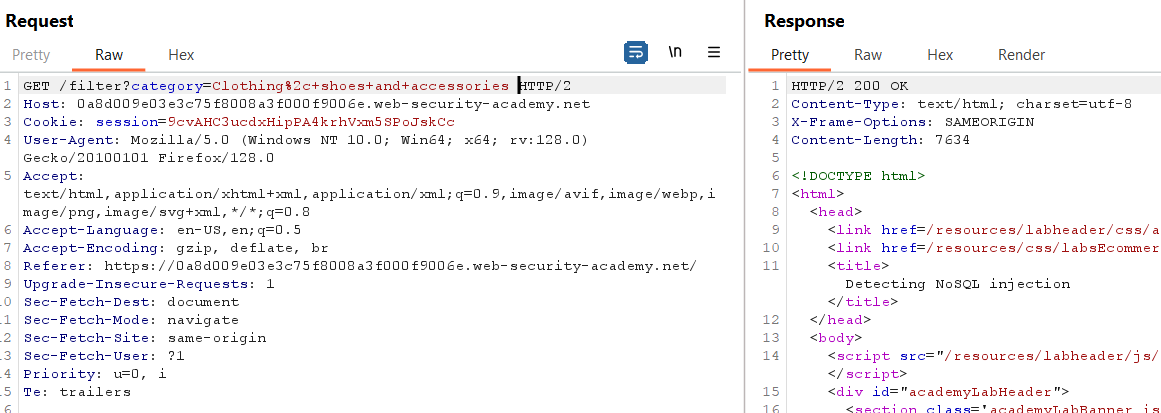 Request
Pretty Raw Hex
\n
1 GET /filter?category=Clothing%2c+shoes+and+accessories HTTP/2
2 Host: 0a8d009e03e3c75f8008a3f000f9006e.web-security-academy.net
3 Cookie: session=9cvAHC3ucdxHipPA4krhVxm5SPoJskCc
4 User-Agent: Mozilla/5.0 (Windows NT 10.0; Win64; x64; rv:128.0)
Gecko/20100101 Firefox/128.0
5 Accept:
text/html,application/xhtml+xml,application/xml;q=0.9,image/avif,image/webp,i
mage/png,image/svg+xml,*/*;q=0.8
6 Accept-Language: en-US,en;q=0.5
7 Accept-Encoding: gzip, deflate, br
8 Referer: https://0a8d009e03e3c75f8008a3f000f9006e.web-security-academy.net/
9 Upgrade-Insecure-Requests: 1
0 Sec-Fetch-Dest: document
1 Sec-Fetch-Mode: navigate
2 Sec-Fetch-Site: same-origin
3 Sec-Fetch-User: ?1
4 Priority: u=0, i
5 Te: trailers
6
Response
Pretty Raw Hex Render
1 HTTP/2 200 OK
2 Content-Type: text/html; charset=utf-8
3 X-Frame-Options: SAMEORIGIN
4 Content-Length: 7634
5
6 <!DOCTYPE html>
7 <html>
8 <head>
9 <link href=/resources/labheader/css/a
10 <link href=/resources/css/labsEcommer
11 <title>
Detecting NoSQL injection
</title>
12 </head>
13 <body>
14 <script src="/resources/labheader/js/
</script>
15 <div id="academyLabHeader">
16 <section class='academyLabBanner is